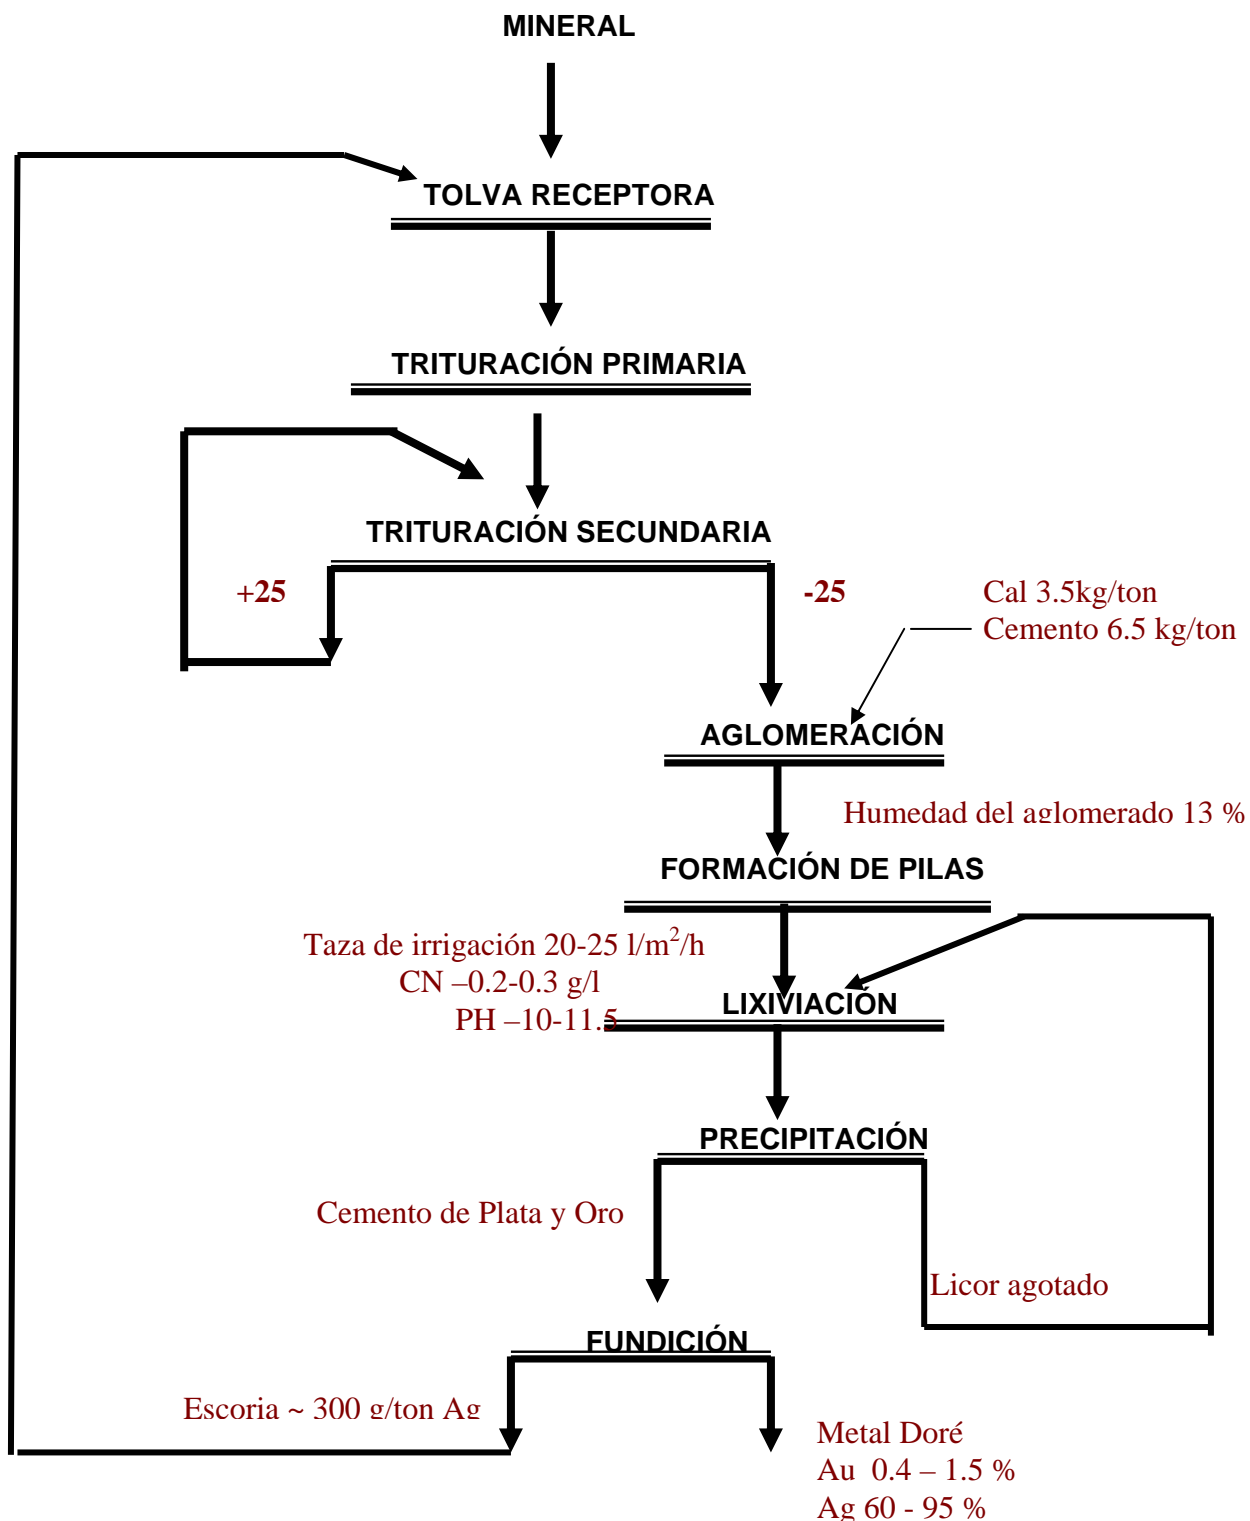 MINERAL
TOLVA RECEPTORA
TRITURACIÓN PRIMARIA
TRITURACIÓN SECUNDARIA
+25
-25
Cal 3.5kg/ton
Cemento 6.5 kg/ton
AGLOMERACIÓN
Humedad del aglomerado 13 %
FORMACIÓN DE PILAS
Taza de irrigación 20-25 l/m²/h
CN –0.2-0.3 g/l
PH –10-11.5
LIXIVIACIÓN
PRECIPITACIÓN
Cemento de Plata y Oro
Licor agotado
FUNDICIÓN
Escoria ~ 300 g/ton Ag
Metal Doré
Au 0.4 – 1.5 %
Ag 60 - 95 %